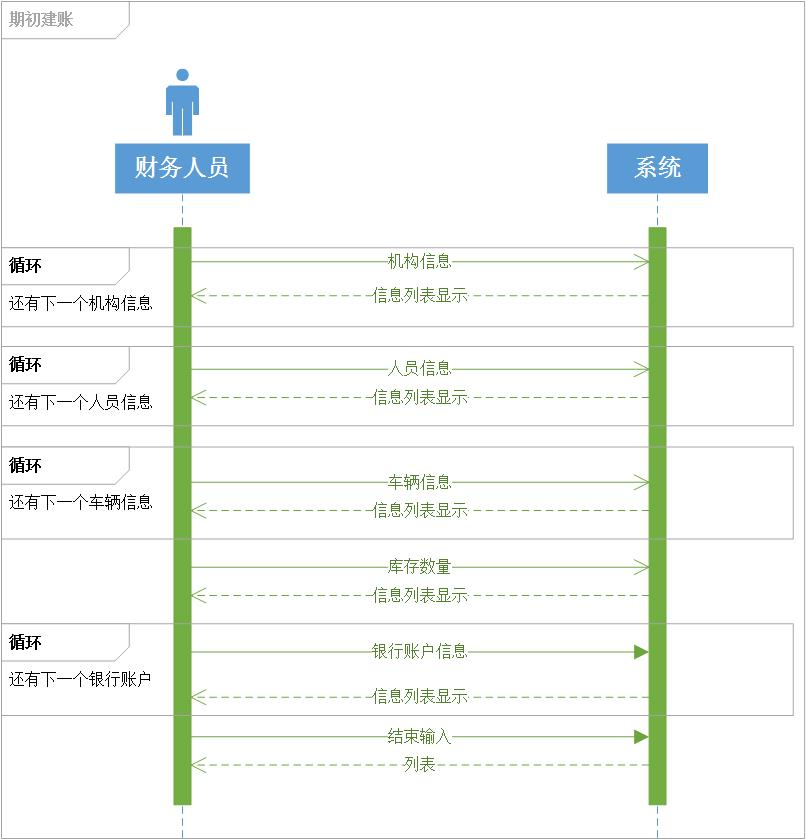 期初建账
财务人员
系统
循环
机构信息
信息列表显示
还有下一个机构信息
循环
人员信息
信息列表显示
还有下一个人员信息
循环
车辆信息
还有下一个车辆信息
信息列表显示
库存数量
信息列表显示
循环
银行账户信息
还有下一个银行账户
信息列表显示
结束输入
列表